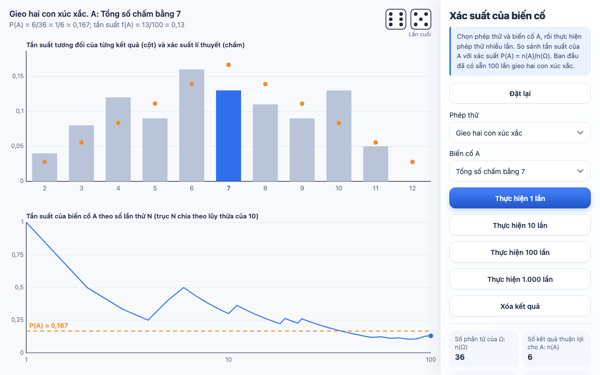 Gieo hai con xúc xắc. A: Tổng số chấm bằng 7
P(A) = 6/36 = 1/6 ≈ 0,167; tần suất f(A) = 13/100 ≈ 0,13
Lần cuối
Tần suất tương đối của từng kết quả (cột) và xác suất lí thuyết (chấm)
0,15
0,1
0,05
0
2 3 4 5 6 7 8 9 10 11 12
Tần suất của biến cố A theo số lần thử N (trục N chia theo lũy thừa của 10)
1
0,75
0,5
0,25
P(A) ≈ 0,167
0
1 10 100
Xác suất của biến cố
Chọn phép thử và biến cố A, rồi thực hiện
phép thử nhiều lần. So sánh tần suất của
A với xác suất P(A) = n(A)/n(Ω). Ban đầu
đã có sẵn 100 lần gieo hai con xúc xắc.
Đặt lại
Phép thử
Gieo hai con xúc xắc
Biến cố A
Tổng số chấm bằng 7
Thực hiện 1 lần
Thực hiện 10 lần
Thực hiện 100 lần
Thực hiện 1.000 lần
Xóa kết quả
Số phần tử của Ω:
n(Ω)
36
Số kết quả thuận lợi
cho A: n(A)
6